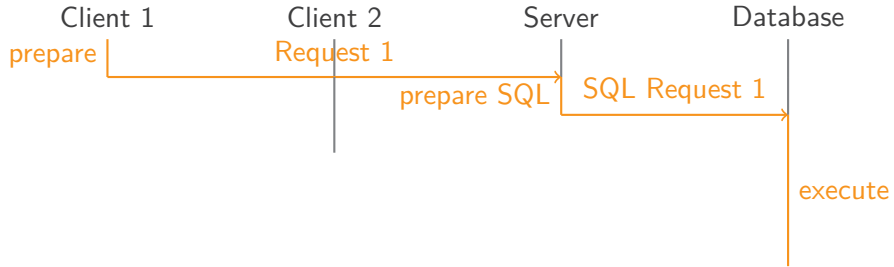 Client 1
Client 2
Server
Database
prepare
Request 1
prepare SQL
SQL Request 1
execute